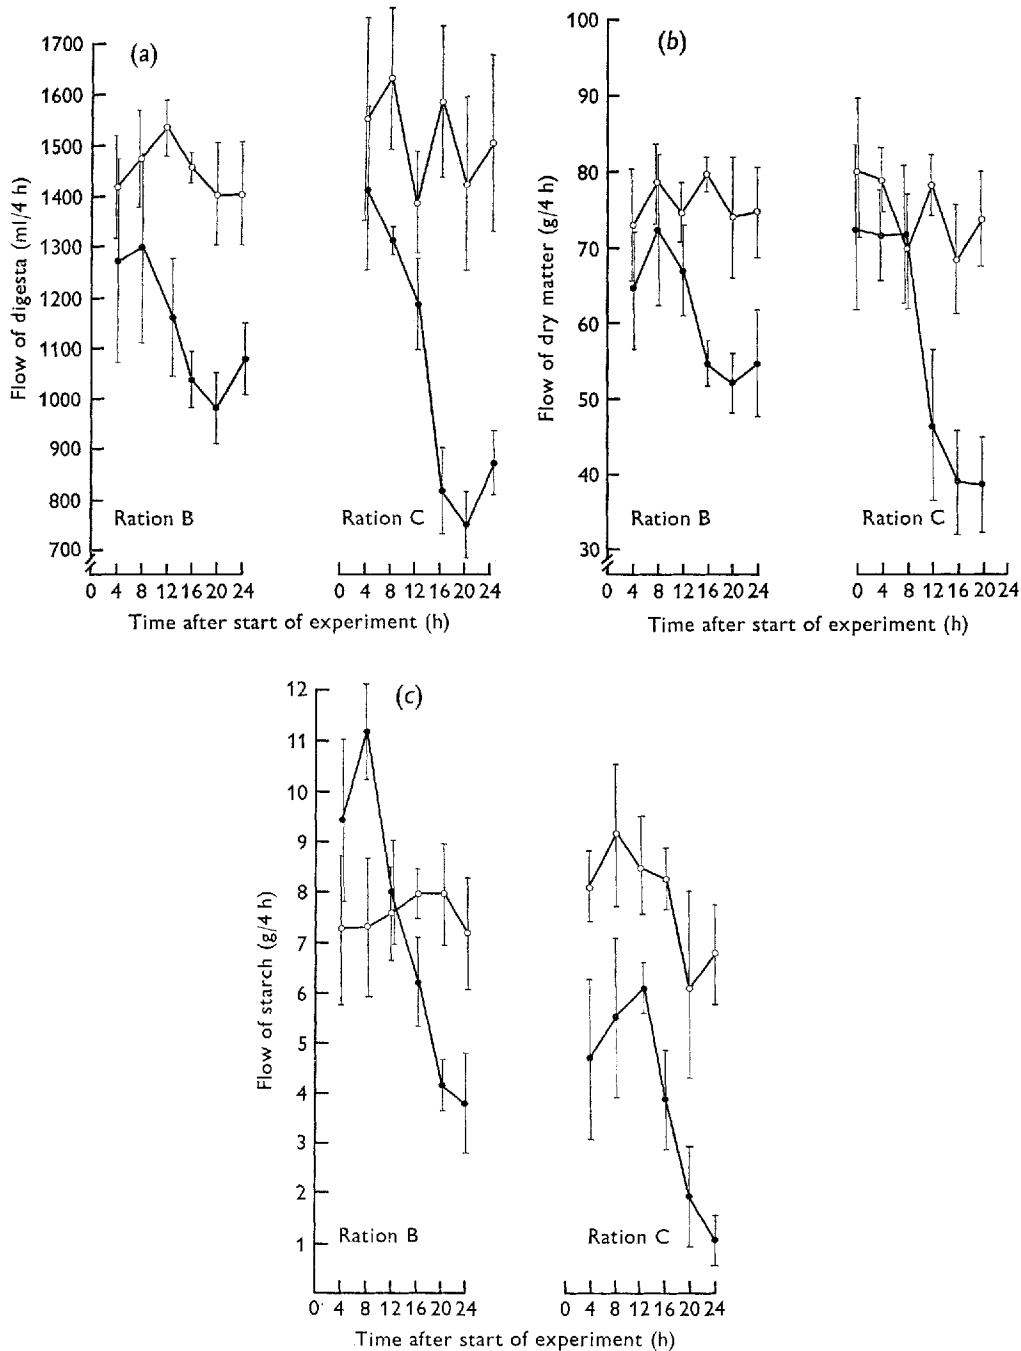 (a)
1700
1600
1500
1400
1300
1200
1100
1000
900
800
700
Flow of digesta (ml/4 h)
Ration B
Ration C
0 4 8 12 16 20 24
0 4 8 12 16 20 24
Time after start of experiment (h)
(b)
100
90
80
70
60
50
40
30
Flow of dry matter (g/4 h)
Ration B
Ration C
0 4 8 12 16 20 24
0 4 8 12 16 20 24
Time after start of experiment (h)
(c)
12
11
10
9
8
7
6
5
4
3
2
1
Flow of starch (g/4 h)
Ration B
Ration C
0 4 8 12 16 20 24
0 4 8 12 16 20 24
Time after start of experiment (h)